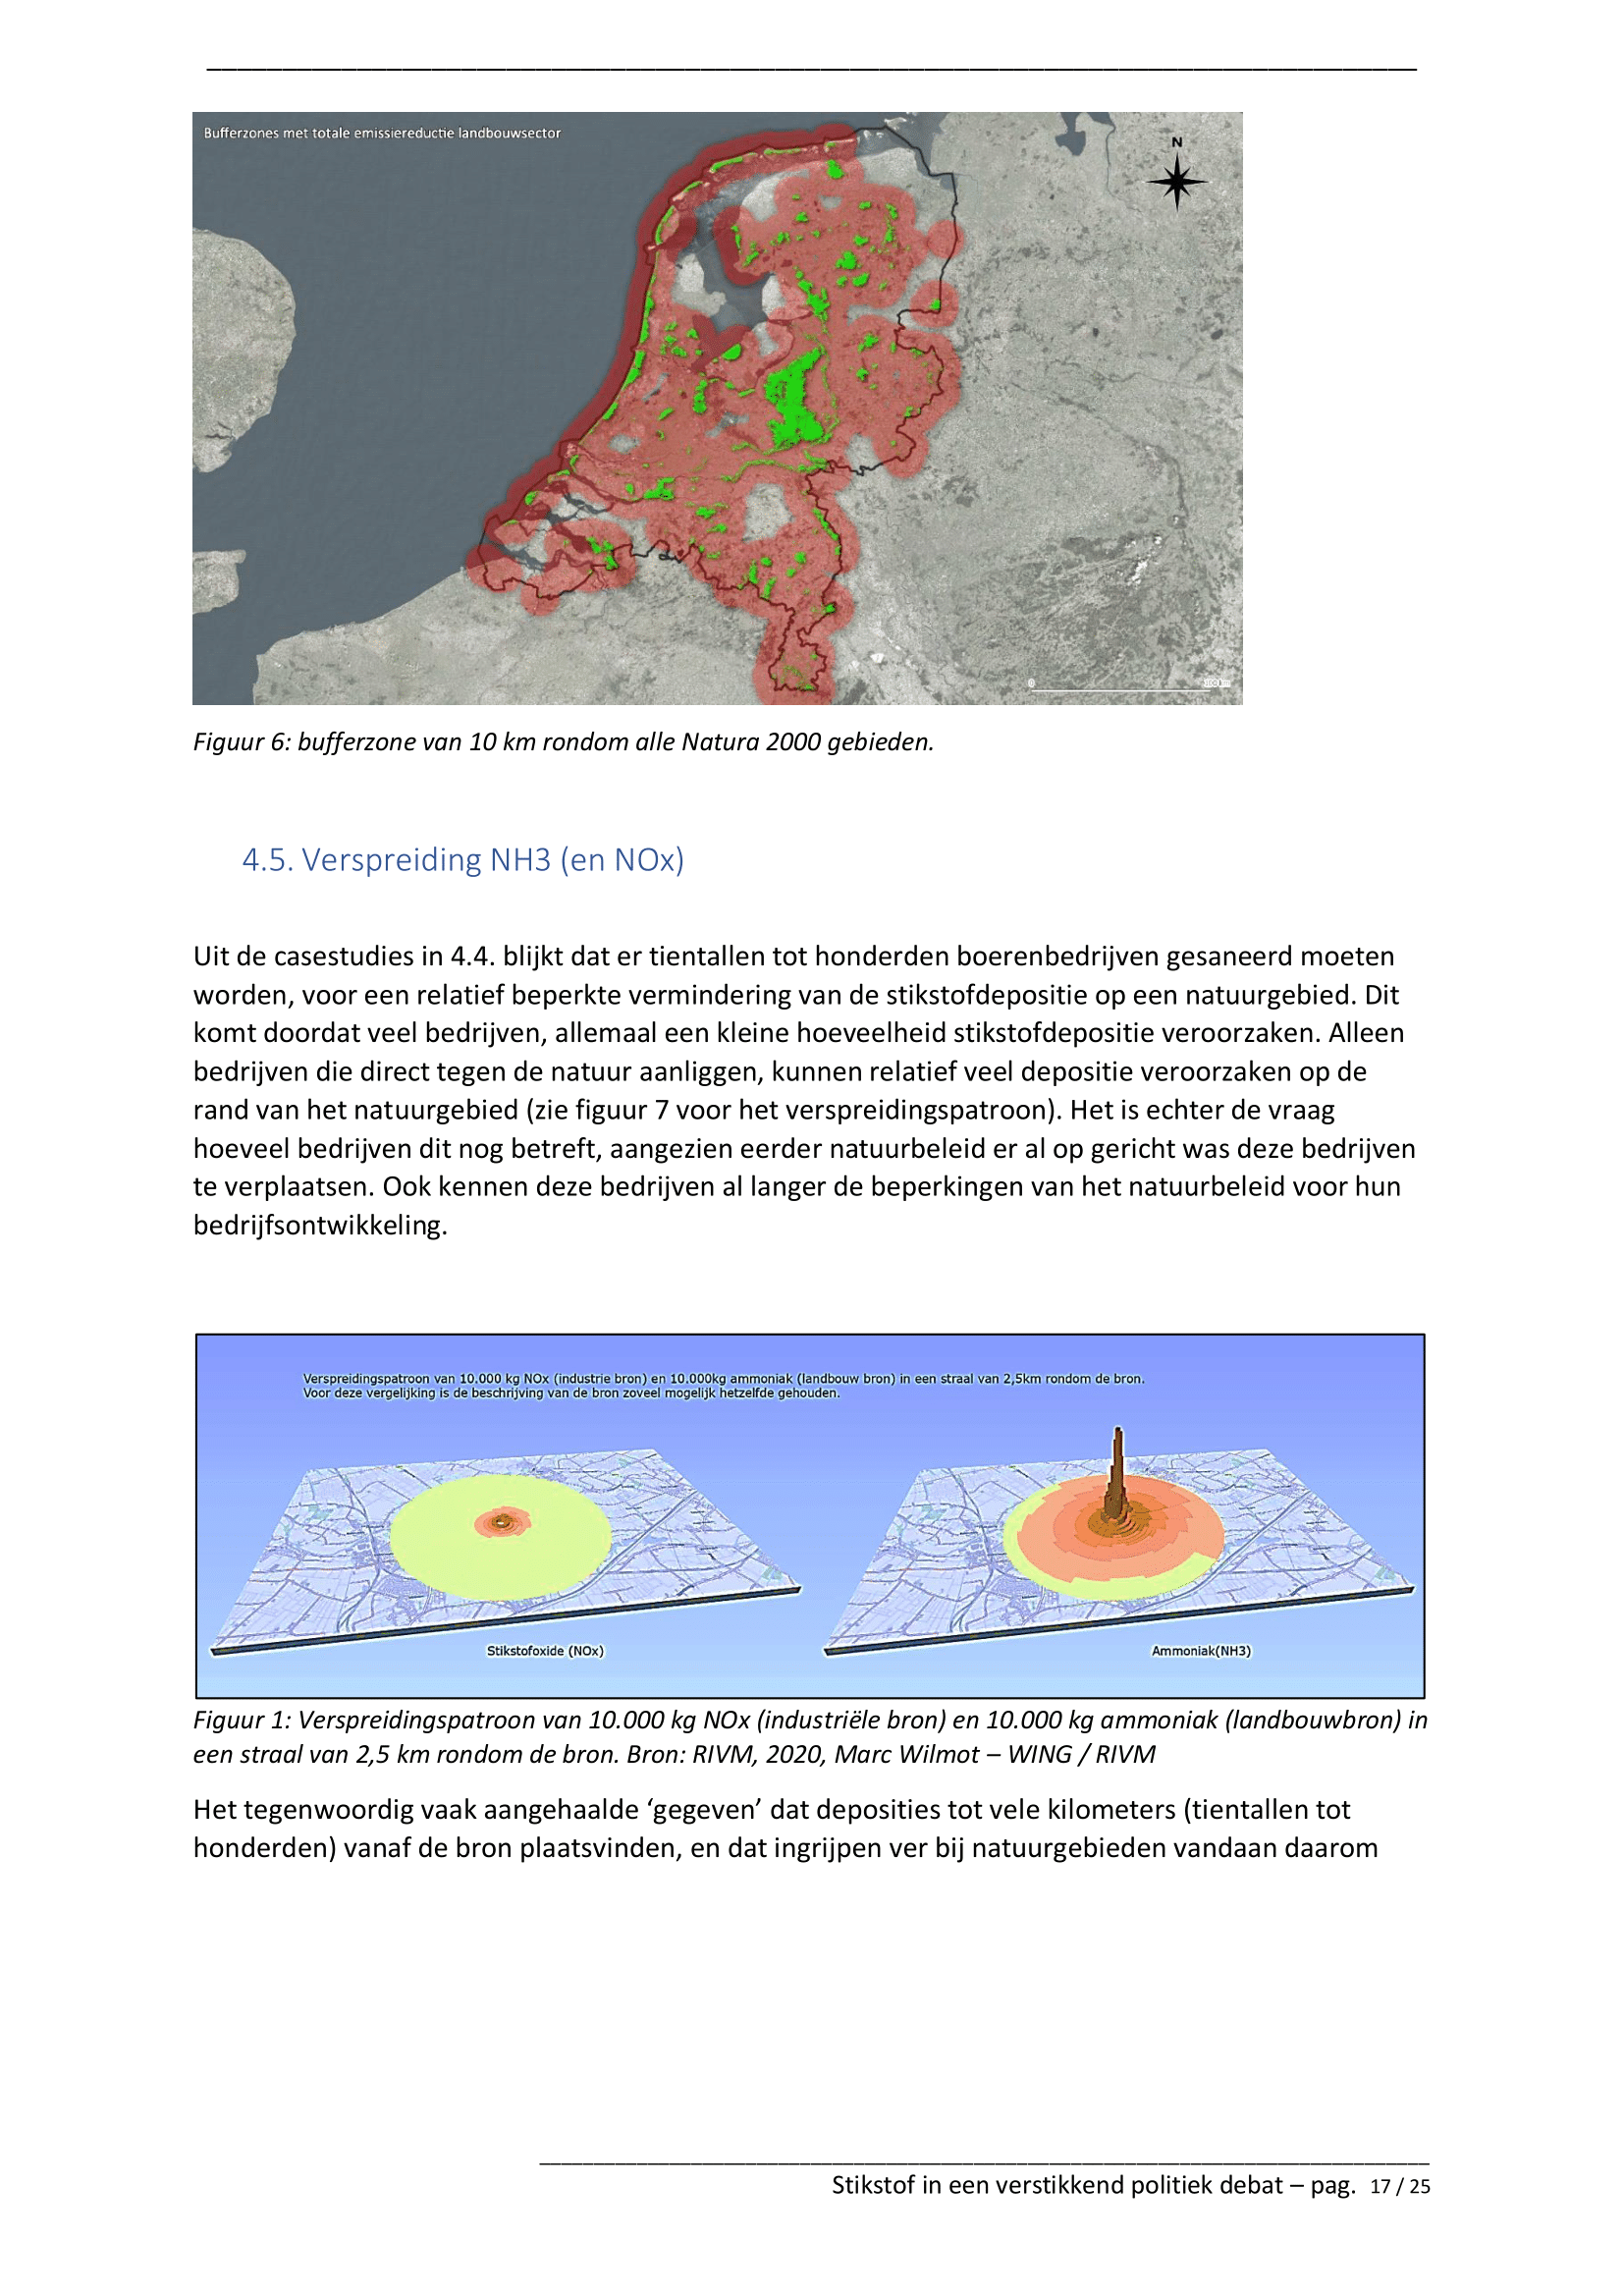 Bufferzones met totale emissiereductie landbouwsector
N
0
Figuur 6: bufferzone van 10 km rondom alle Natura 2000 gebieden.
4.5. Verspreiding NH3 (en NOx)
Uit de casestudies in 4.4. blijkt dat er tientallen tot honderden boerenbedrijven gesaneerd moeten
worden, voor een relatief beperkte vermindering van de stikstofdepositie op een natuurgebied. Dit
komt doordat veel bedrijven, allemaal een kleine hoeveelheid stikstofdepositie veroorzaken. Alleen
bedrijven die direct tegen de natuur aanliggen, kunnen relatief veel depositie veroorzaken op de
rand van het natuurgebied (zie figuur 7 voor het verspreidingspatroon). Het is echter de vraag
hoeveel bedrijven dit nog betreft, aangezien eerder natuurbeleid er al op gericht was deze bedrijven
te verplaatsen. Ook kennen deze bedrijven al langer de beperkingen van het natuurbeleid voor hun
bedrijfsontwikkeling.
Verspreidingspatroon van 10.000 kg NOx (industrie bron) en 10.000kg ammoniak (landbouw bron) in een straal van 2,5km rondom de bron.
Voor deze vergelijking is de beschrijving van de bron zoveel mogelijk hetzelfde gehouden.
Stikstofoxide (NOx)
Ammoniak(NH3)
Figuur 1: Verspreidingspatroon van 10.000 kg NOx (industriële bron) en 10.000 kg ammoniak (landbouwbron) in
een straal van 2,5 km rondom de bron. Bron: RIVM, 2020, Marc Wilmot – WING / RIVM
Het tegenwoordig vaak aangehaalde ‘gegeven’ dat deposities tot vele kilometers (tientallen tot
honderden) vanaf de bron plaatsvinden, en dat ingrijpen ver bij natuurgebieden vandaan daarom
Stikstof in een verstikkend politiek debat – pag. 17 / 25